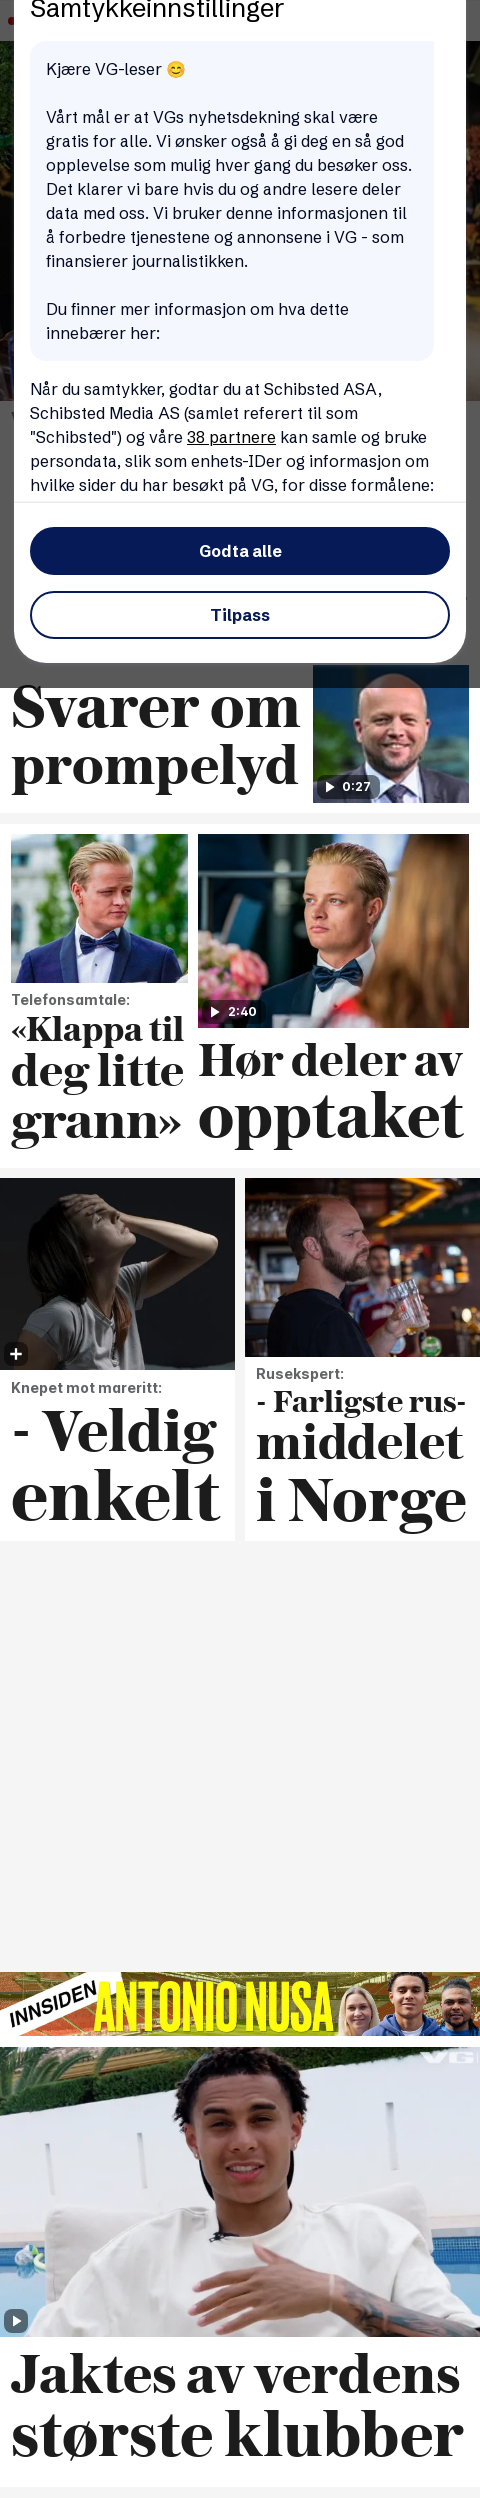 Samtykkeinnstillinger
Kjære VG-leser 😊
Vårt mål er at VGs nyhetsdekning skal være
gratis for alle. Vi ønsker også å gi deg en så god
opplevelse som mulig hver gang du besøker oss.
Det klarer vi bare hvis du og andre lesere deler
data med oss. Vi bruker denne informasjonen til
å forbedre tjenestene og annonsene i VG - som
finansierer journalistikken.
Du finner mer informasjon om hva dette
innebærer her:
Når du samtykker, godtar du at Schibsted ASA,
Schibsted Media AS (samlet referert til som
"Schibsted") og våre 38 partnere kan samle og bruke
persondata, slik som enhets-IDer og informasjon om
hvilke sider du har besøkt på VG, for disse formålene:
Godta alle
Tilpass
Svarer om
prompelyd
0:27
Telefonsamtale:
«Klappa til
deg litte
grann»
2:40
Hør deler av
opptaket
Knepet mot mareritt:
- Veldig
enkelt
Rusekspert:
- Farligste rus-
middelet
i Norge
INNSIDEN
ANTONIO NUSA
VG
Jaktes av verdens
største klubber